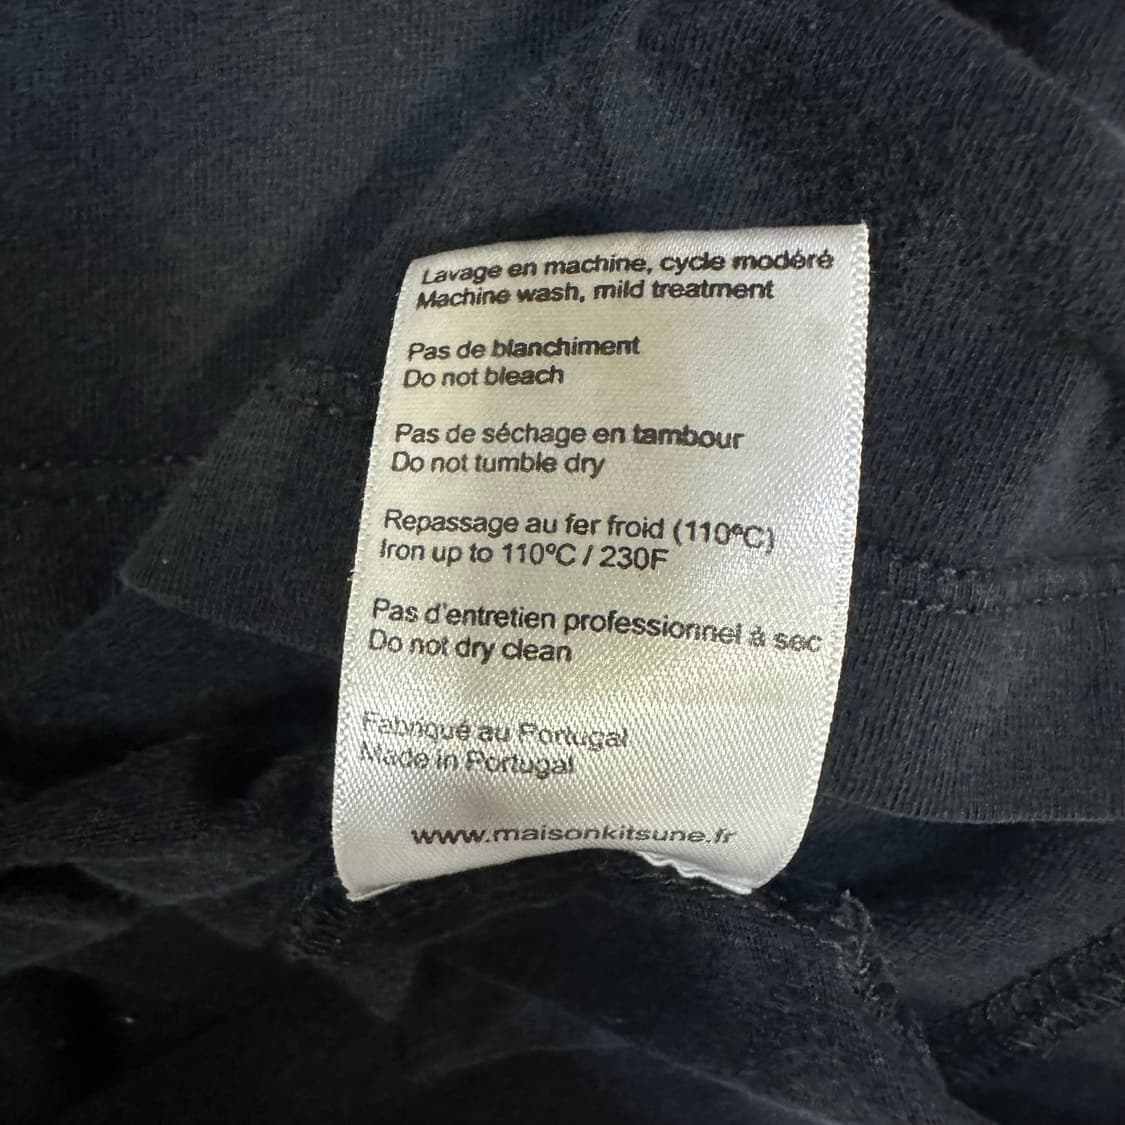 Lavage en machine, cycle modéré
Machine wash, mild treatment
Pas de blanchiment
Do not bleach
Pas de séchage en tambour
Do not tumble dry
Repassage au fer froid (110ºC)
Iron up to 110ºC / 230F
Pas d'entretien professionnel à sec
Do not dry clean
Fabriqué au Portugal
Made in Portugal
www.maisonkitsune.fr